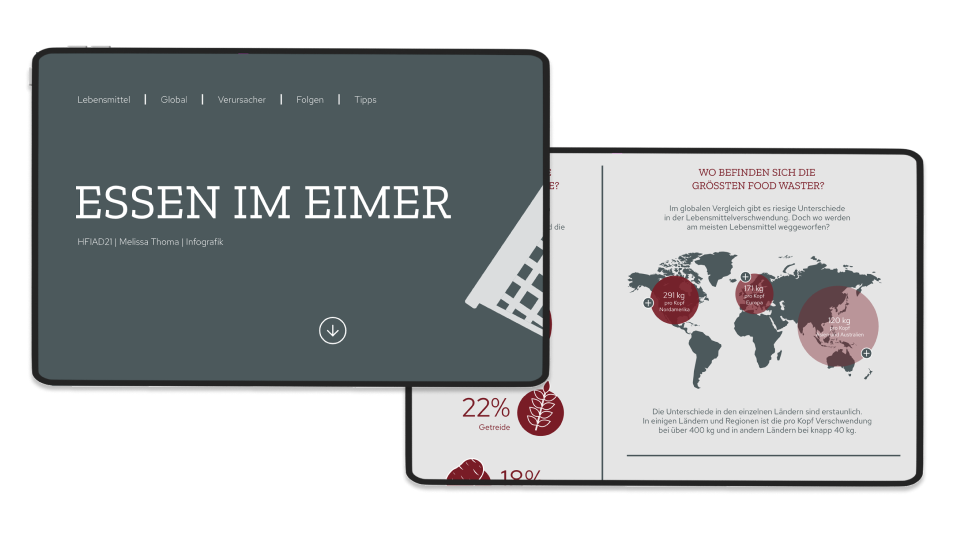 Lebensmittel | Global | Verursacher | Folgen | Tipps
ESSEN IM EIMER
HFIAD21 | Melissa Thoma | Infografik
E?
d die
22%
Getreide
18%
WO BEFINDEN SICH DIE
GRÖSSTEN FOOD WASTER?
Im globalen Vergleich gibt es riesige Unterschiede
in der Lebensmittelverschwendung. Doch wo werden
am meisten Lebensmittel weggeworfen?
291 kg
pro Kopf
Nordamerika
171 kg
pro Kopf
Europa
120 kg
pro Kopf
und Australien
Die Unterschiede in den einzelnen Ländern sind erstaunlich.
In einigen Ländern und Regionen ist die pro Kopf Verschwendung
bei über 400 kg und in andern Ländern bei knapp 40 kg.